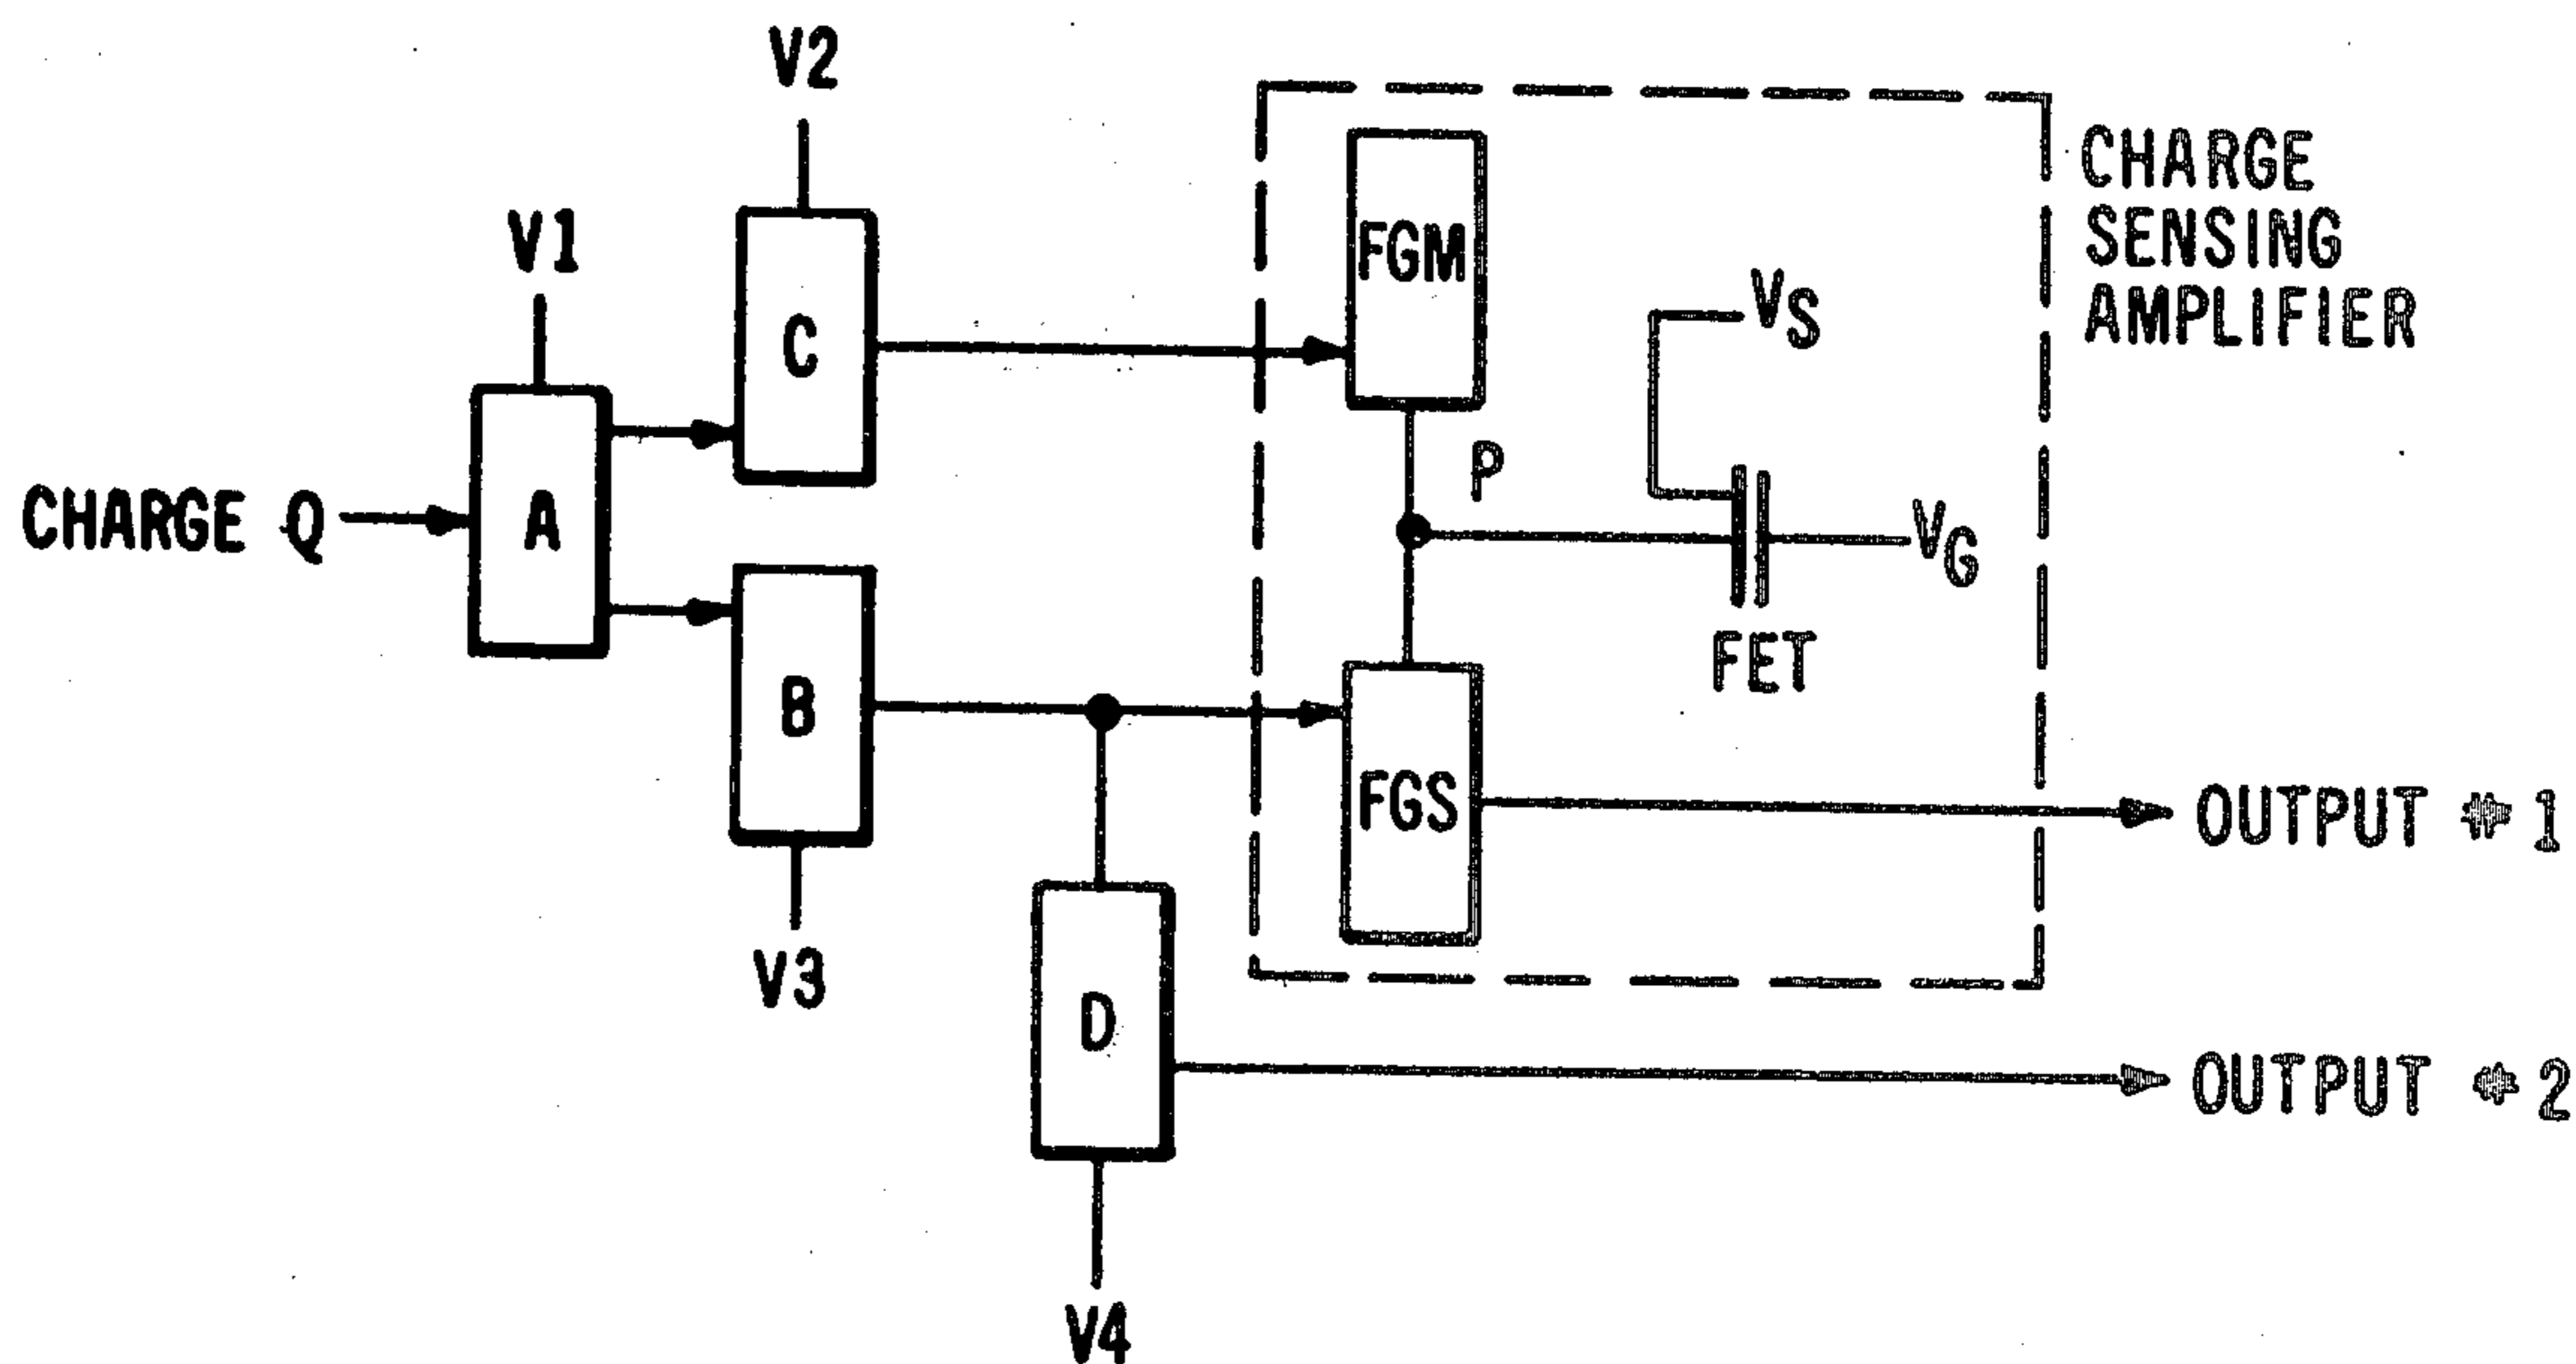 V2
V1
C
CHARGE Q
A
B
V3
D
V4
FGM
P
VS
VG
FET
FGS
CHARGE
SENSING
AMPLIFIER
OUTPUT #1
OUTPUT #2